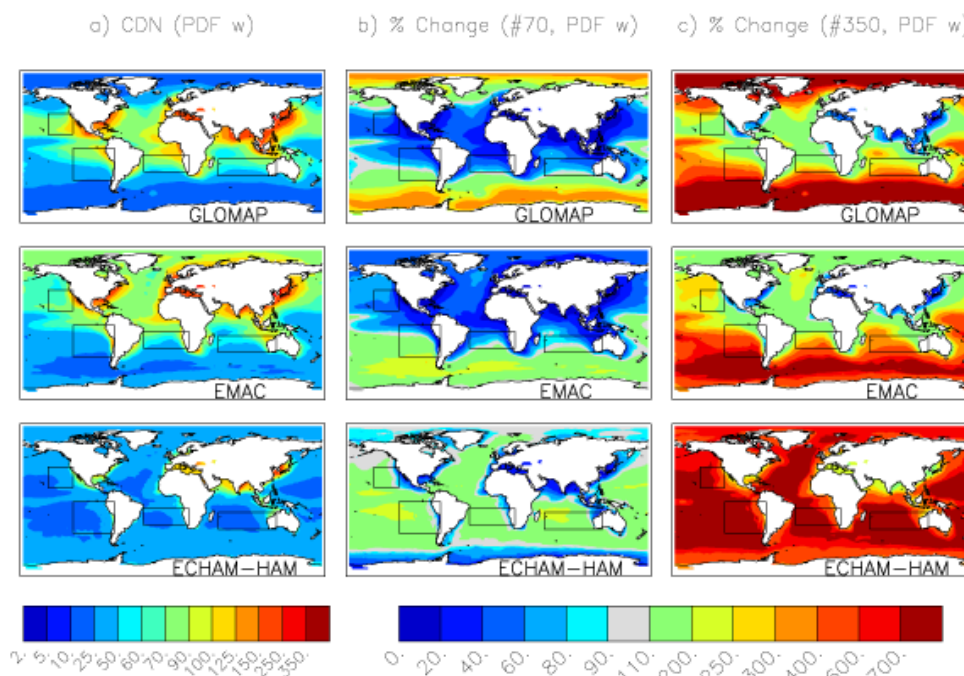 a) CDN (PDF w) b) % Change (#70, PDF w) c) % Change (#350, PDF w)
GLOMAP GLOMAP GLOMAP
EMAC EMAC EMAC
ECHAM-HAM ECHAM-HAM ECHAM-HAM
2. 5. 10. 25. 50. 60. 70. 90. 100. 125. 150. 250. 350. 0. 20. 40. 60. 80. 90. 110. 200. 250. 300. 400. 600. 700.